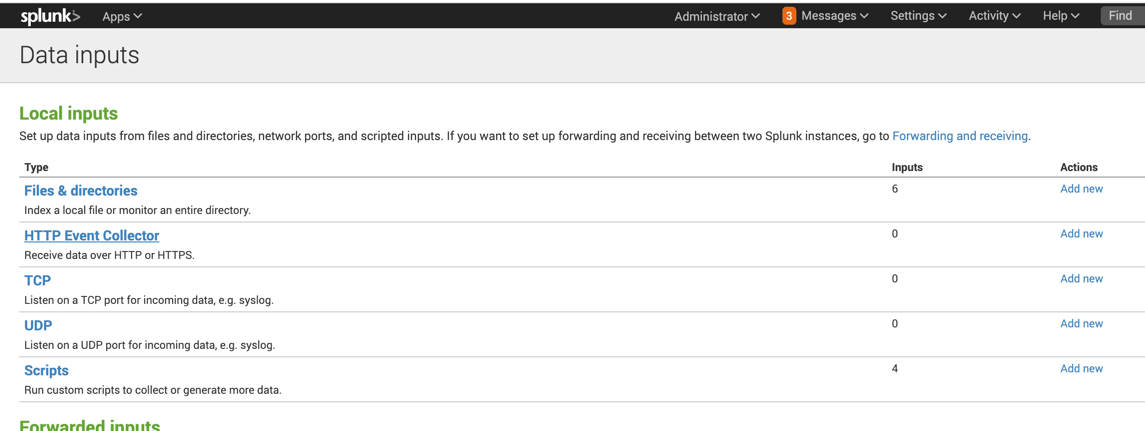 splunk> Apps Administrator 3 Messages Settings Activity Help Find
Data inputs
Local inputs
Set up data inputs from files and directories, network ports, and scripted inputs. If you want to set up forwarding and receiving between two Splunk instances, go to Forwarding and receiving.
Type Inputs Actions
Files & directories 6 Add new
Index a local file or monitor an entire directory.
HTTP Event Collector 0 Add new
Receive data over HTTP or HTTPS.
TCP 0 Add new
Listen on a TCP port for incoming data, e.g. syslog.
UDP 0 Add new
Listen on a UDP port for incoming data, e.g. syslog.
Scripts 4 Add new
Run custom scripts to collect or generate more data.
Forwarded inputs